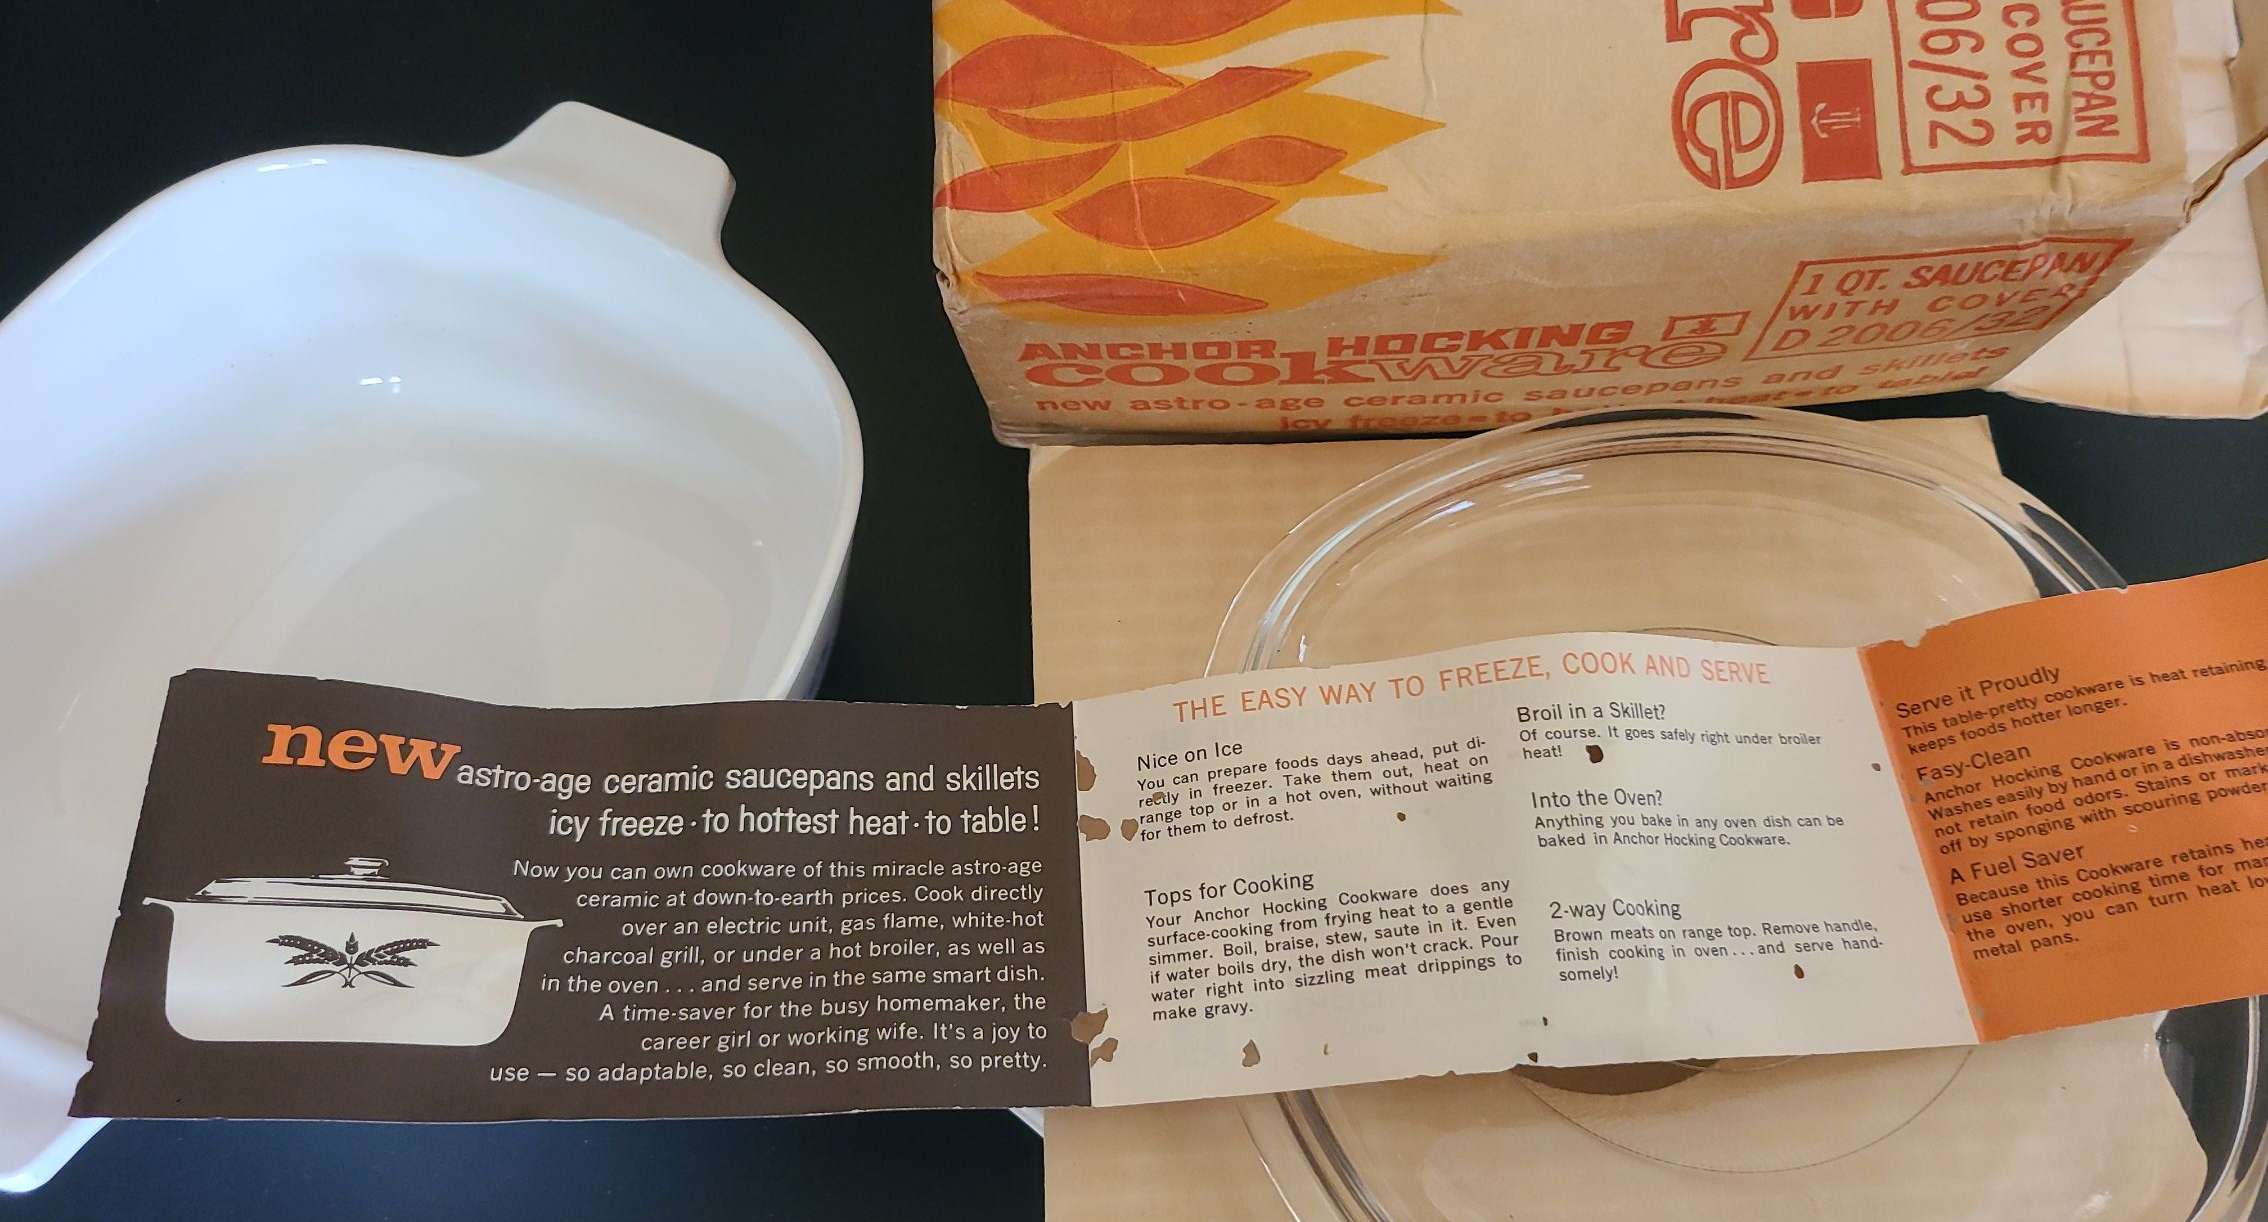 re
AUCEPAN
COVER
06/32
1 QT. SAUCEPAN
WITH COVER
D 2006/32
ANCHOR HOCKING
cookware
new astro-age ceramic saucepans and skillets
icy freeze • to heat • to table!
new astro-age ceramic saucepans and skillets
icy freeze · to hottest heat · to table!
Now you can own cookware of this miracle astro-age
ceramic at down-to-earth prices. Cook directly
over an electric unit, gas flame, white-hot
charcoal grill, or under a hot broiler, as well as
in the oven . . . and serve in the same smart dish.
A time-saver for the busy homemaker, the
career girl or working wife. It's a joy to
use — so adaptable, so clean, so smooth, so pretty.
THE EASY WAY TO FREEZE, COOK AND SERVE
Nice on Ice
You can prepare foods days ahead, put di-
rectly in freezer. Take them out, heat on
range top or in a hot oven, without waiting
for them to defrost.
Tops for Cooking
Your Anchor Hocking Cookware does any
surface-cooking from frying heat to a gentle
simmer. Boil, braise, stew, saute in it. Even
if water boils dry, the dish won't crack. Pour
water right into sizzling meat drippings to
make gravy.
Broil in a Skillet?
Of course. It goes safely right under broiler
heat!
Into the Oven?
Anything you bake in any oven dish can be
baked in Anchor Hocking Cookware.
2-way Cooking
Brown meats on range top. Remove handle,
finish cooking in oven . . . and serve hand-
somely!
Serve it Proudly
This table-pretty cookware is heat retaining
keeps foods hotter longer.
Easy-Clean
Anchor Hocking Cookware is non-absor
Washes easily by hand or in a dishwashe
not retain food odors. Stains or mark
off by sponging with scouring powder
A Fuel Saver
Because this Cookware retains hea
use shorter cooking time for man
the oven, you can turn heat lo
metal pans.